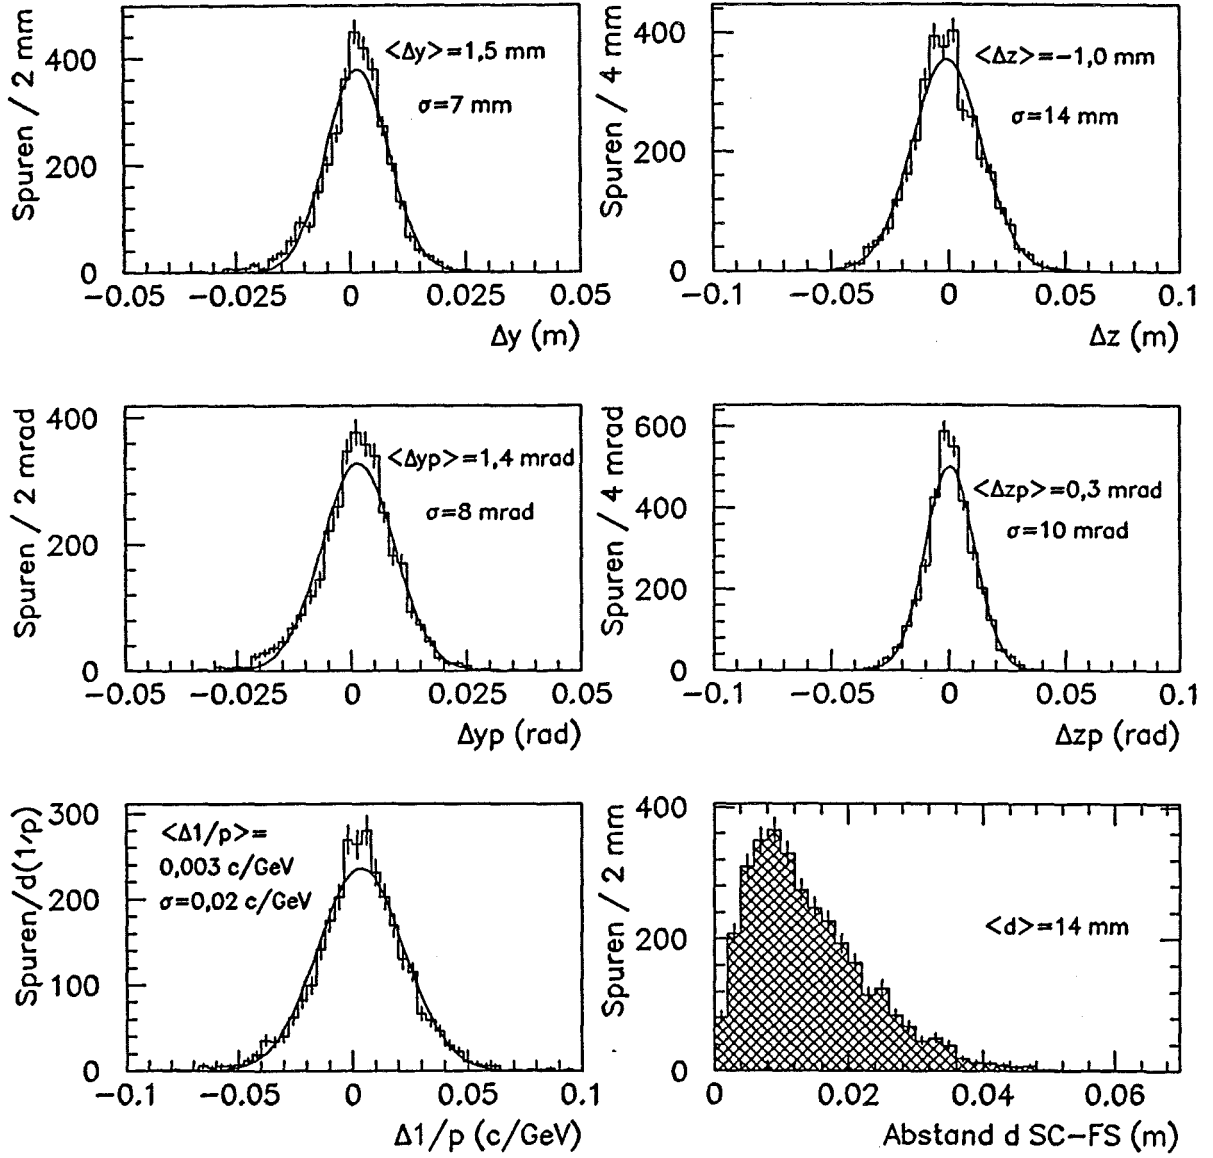 Spuren / 2 mm
400
200
0
<Δy>=1,5 mm
σ=7 mm
−0.05 −0.025 0 0.025 0.05
Δy (m)
Spuren / 4 mm
400
200
0
<Δz>=−1,0 mm
σ=14 mm
−0.1 −0.05 0 0.05 0.1
Δz (m)
Spuren / 2 mrad
400
200
0
<Δyp>=1,4 mrad
σ=8 mrad
−0.05 −0.025 0 0.025 0.05
Δyp (rad)
Spuren / 4 mrad
600
400
200
0
<Δzp>=0,3 mrad
σ=10 mrad
−0.1 −0.05 0 0.05 0.1
Δzp (rad)
Spuren/d(1/p)
300
200
100
0
<Δ1/p>=
0,003 c/GeV
σ=0,02 c/GeV
−0.1 −0.05 0 0.05 0.1
Δ1/p (c/GeV)
Spuren / 2 mm
400
200
0
<d>=14 mm
0 0.02 0.04 0.06
Abstand d SC−FS (m)